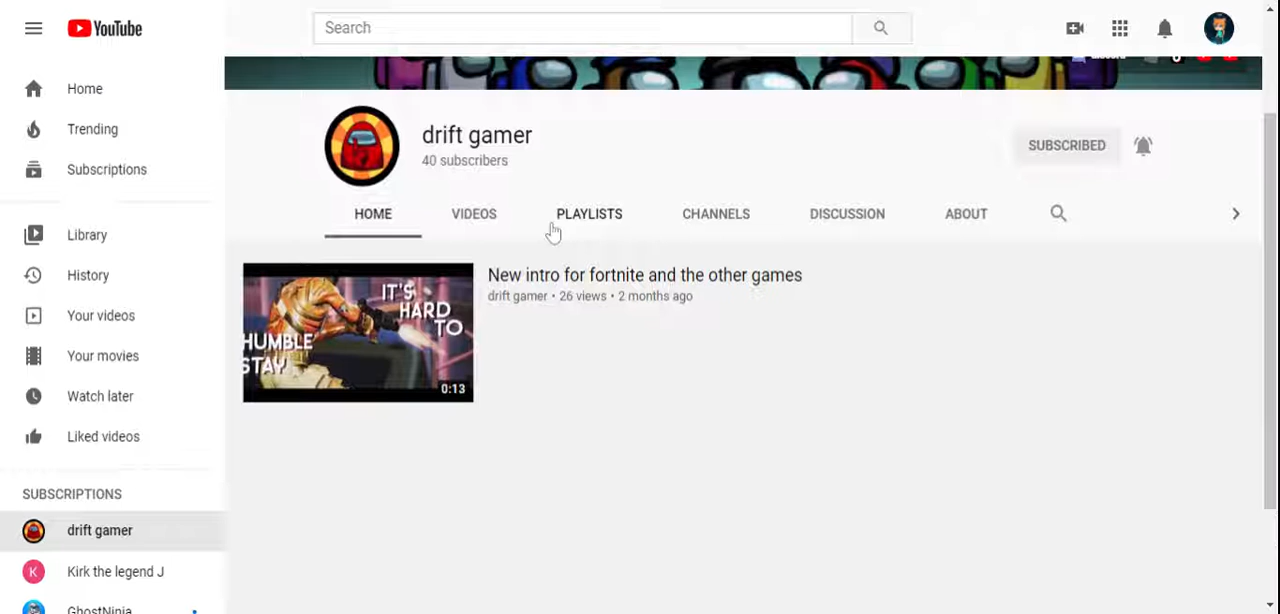 YouTube
Search
Home
Trending
Subscriptions
Library
History
Your videos
Your movies
Watch later
Liked videos
SUBSCRIPTIONS
drift gamer
Kirk the legend J
K
GhostNinja
drift gamer
40 subscribers
SUBSCRIBED
HOME VIDEOS PLAYLISTS CHANNELS DISCUSSION ABOUT
IT'S
HARD
TO
HUMBLE
STAY
0:13
New intro for fortnite and the other games
drift gamer • 26 views • 2 months ago